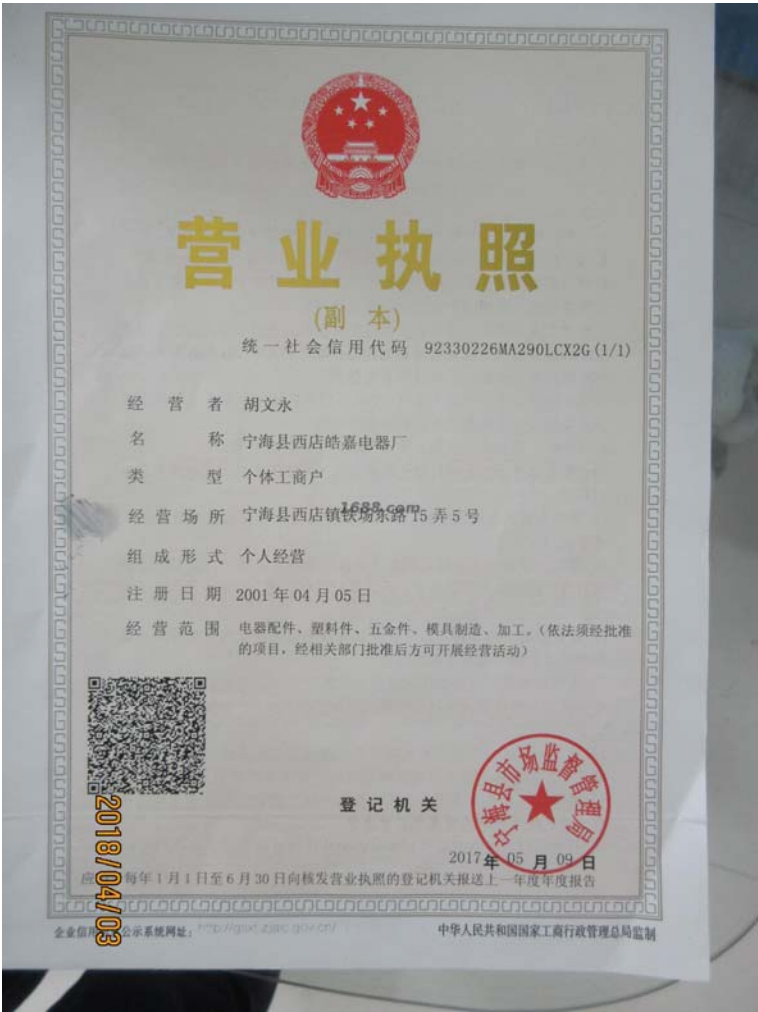 营业执照
(副 本)
统一社会信用代码 92330226MA290LCX2G(1/1)
经营者 胡文永
名称 宁海县西店皓嘉电器厂
类型 个体工商户
1688.com
经营场所 宁海县西店镇铁场东路15弄5号
组成形式 个人经营
注册日期 2001年04月05日
经营范围 电器配件、塑料件、五金件、模具制造、加工。(依法须经批准
的项目,经相关部门批准后方可开展经营活动)
宁海县市场监督管理局
登记机关
2017年05月09日
应 每年1月1日至6月30日向核发营业执照的登记机关报送上一年度年度报告
2018/04/03
企业信用 公示系统网址: http://gsxt.zjaic.gov.cn/
中华人民共和国国家工商行政管理总局监制